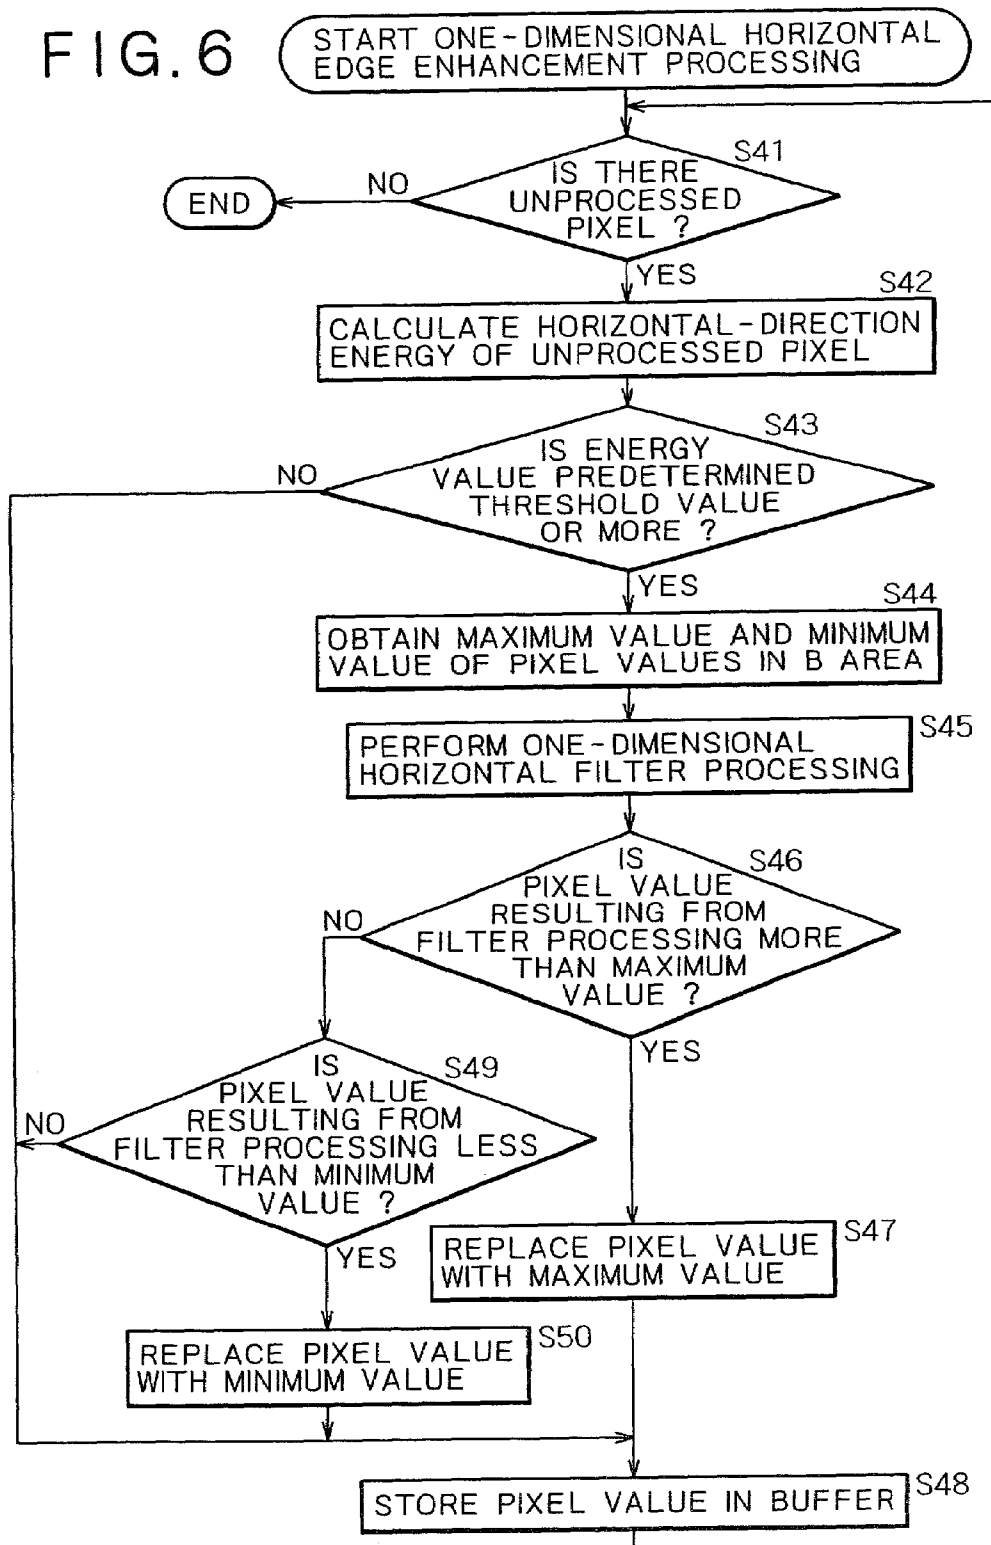 FIG. 6
START ONE-DIMENSIONAL HORIZONTAL
EDGE ENHANCEMENT PROCESSING
S41
IS THERE
UNPROCESSED
PIXEL ?
NO
END
YES
S42
CALCULATE HORIZONTAL-DIRECTION
ENERGY OF UNPROCESSED PIXEL
S43
IS ENERGY
VALUE PREDETERMINED
THRESHOLD VALUE
OR MORE ?
NO
YES
S44
OBTAIN MAXIMUM VALUE AND MINIMUM
VALUE OF PIXEL VALUES IN B AREA
S45
PERFORM ONE-DIMENSIONAL
HORIZONTAL FILTER PROCESSING
S46
IS
PIXEL VALUE
RESULTING FROM
FILTER PROCESSING MORE
THAN MAXIMUM
VALUE ?
NO
YES
S49
IS
PIXEL VALUE
RESULTING FROM
FILTER PROCESSING LESS
THAN MINIMUM
VALUE ?
NO
YES
S47
REPLACE PIXEL VALUE
WITH MAXIMUM VALUE
S50
REPLACE PIXEL VALUE
WITH MINIMUM VALUE
S48
STORE PIXEL VALUE IN BUFFER